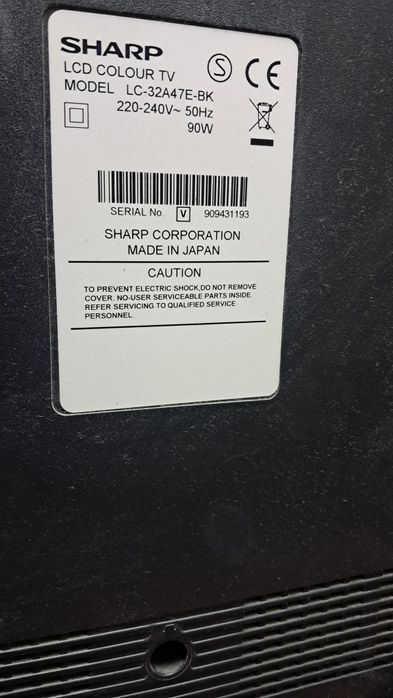 SHARP
LCD COLOUR TV
MODEL LC-32A47E-BK
220-240V~ 50Hz
90W
S
CE
SERIAL No. V 909431193
SHARP CORPORATION
MADE IN JAPAN
CAUTION
TO PREVENT ELECTRIC SHOCK,DO NOT REMOVE
COVER. NO-USER SERVICEABLE PARTS INSIDE.
REFER SERVICING TO QUALIFIED SERVICE
PERSONNEL.